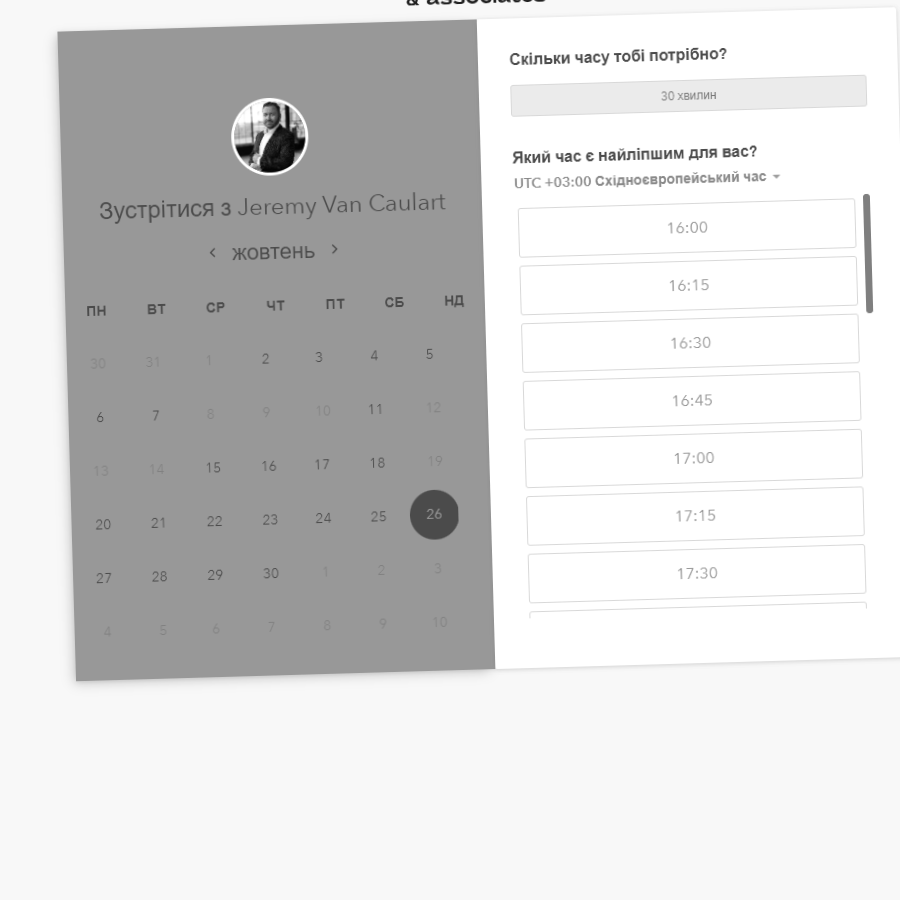 & associates
Зустрітися з Jeremy Van Caulart
жовтень
ПН ВТ СР ЧТ ПТ СБ НД
30 31 1 2 3 4 5
6 7 8 9 10 11 12
13 14 15 16 17 18 19
20 21 22 23 24 25 26
27 28 29 30 1 2 3
4 5 6 7 8 9 10
Скільки часу тобі потрібно?
30 хвилин
Який час є найліпшим для вас?
UTC +03:00 Східноєвропейський час
16:00
16:15
16:30
16:45
17:00
17:15
17:30